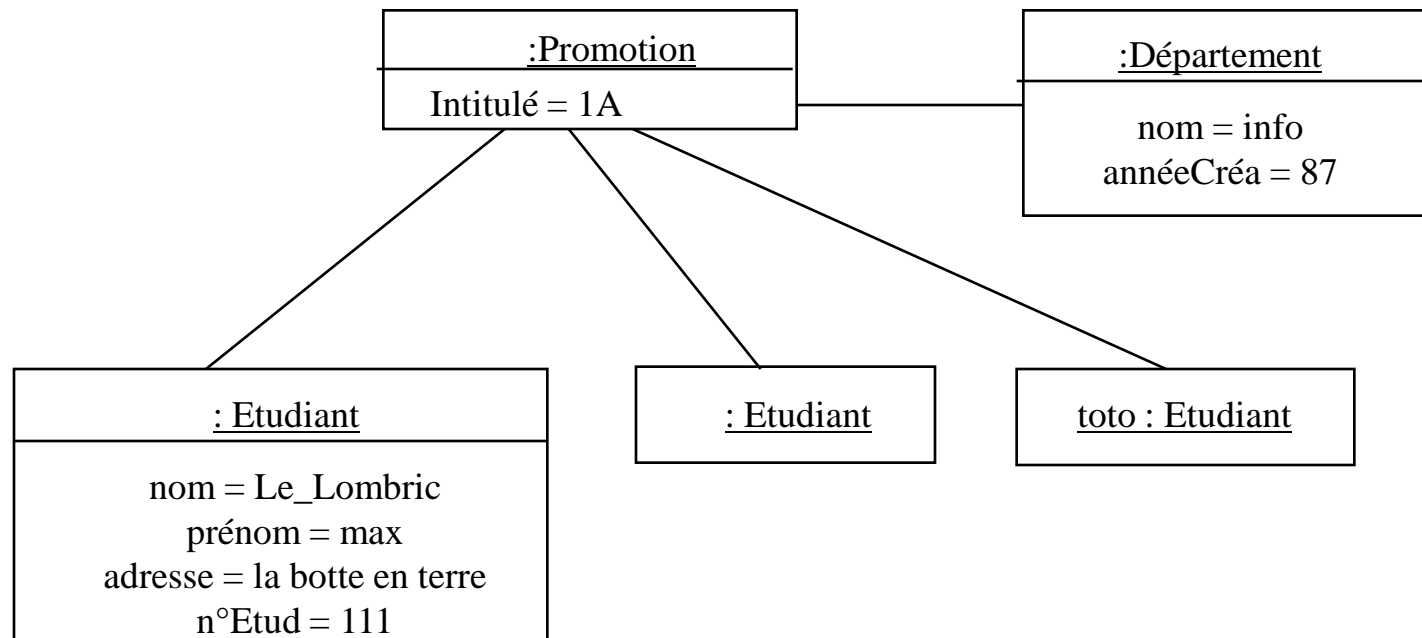 :Promotion
Intitulé = 1A
:Département
nom = info
annéeCréa = 87
: Etudiant
nom = Le_Lombric
prénom = max
adresse = la botte en terre
n°Etud = 111
: Etudiant
toto : Etudiant